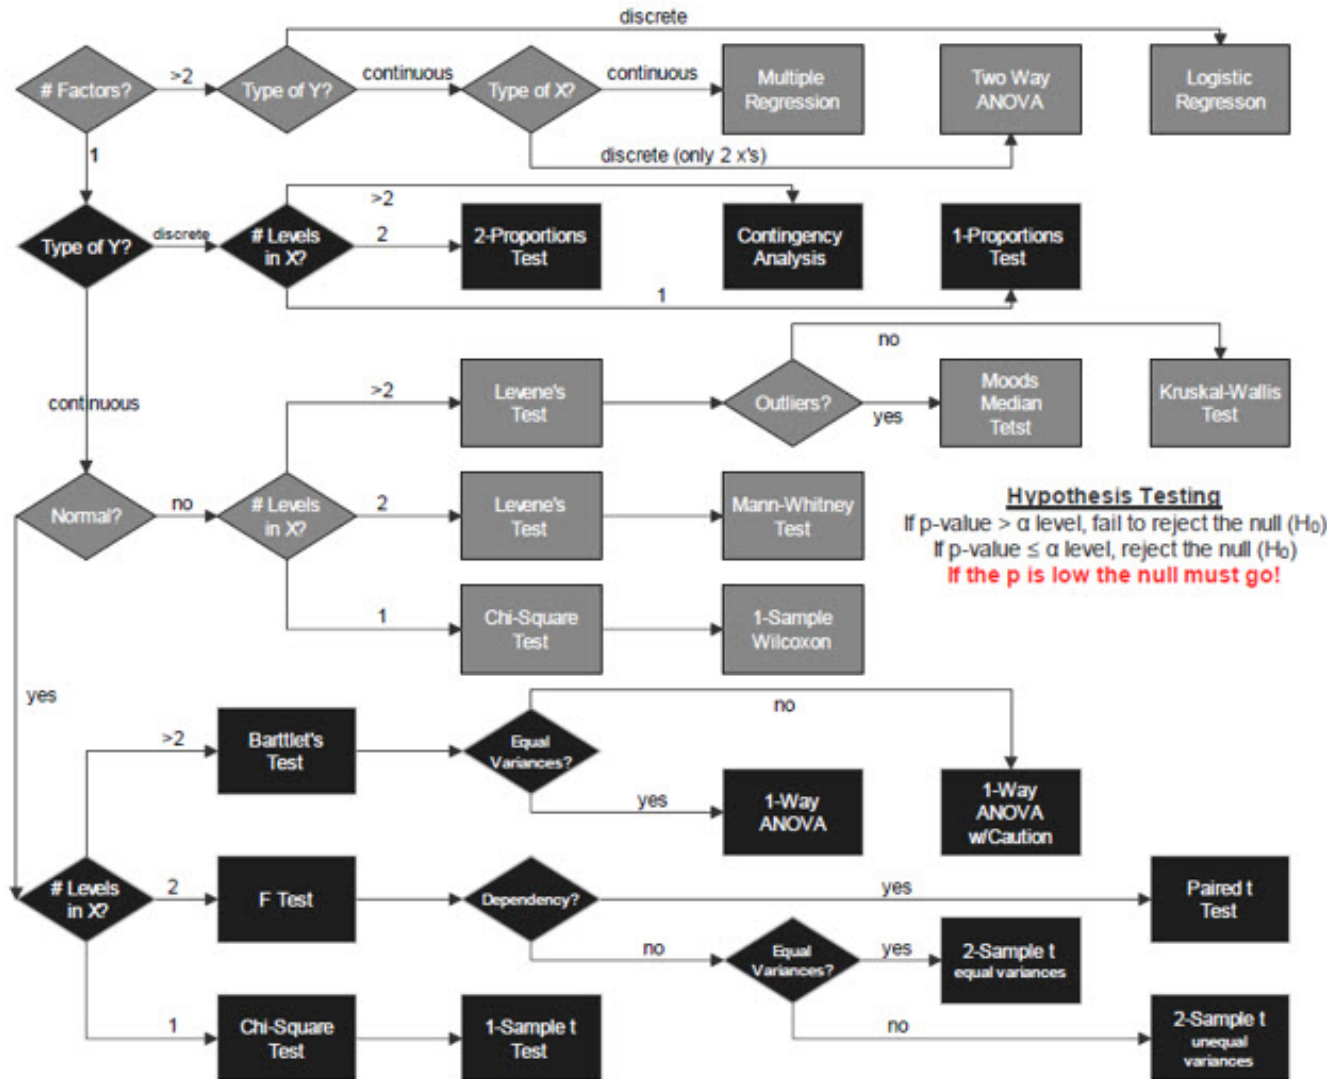 discrete
# Factors?
>2
Type of Y?
continuous
Type of X?
continuous
Multiple
Regression
Two Way
ANOVA
Logistic
Regresson
1
discrete (only 2 x's)
>2
Type of Y?
discrete
# Levels
in X?
2
2-Proportions
Test
Contingency
Analysis
1-Proportions
Test
1
no
continuous
>2
Levene's
Test
Outliers?
yes
Moods
Median
Tetst
Kruskal-Wallis
Test
Normal?
no
# Levels
in X?
2
Levene's
Test
Mann-Whitney
Test
Hypothesis Testing
If p-value > α level, fail to reject the null (H₀)
If p-value ≤ α level, reject the null (H₀)
If the p is low the null must go!
1
Chi-Square
Test
1-Sample
Wilcoxon
yes
no
>2
Barttlet's
Test
Equal
Variances?
yes
1-Way
ANOVA
1-Way
ANOVA
w/Caution
# Levels
in X?
2
F Test
Dependency?
yes
Paired t
Test
no
Equal
Variances?
yes
2-Sample t
equal variances
1
Chi-Square
Test
1-Sample t
Test
no
2-Sample t
unequal
variances